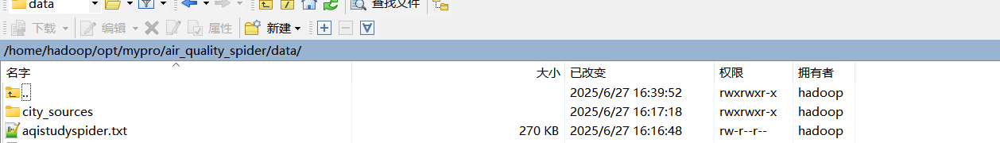 data 查找文件
下载 编辑 属性 新建
/home/hadoop/opt/mypro/air_quality_spider/data/
名字 大小 已改变 权限 拥有者
.. 2025/6/27 16:39:52 rwxrwxr-x hadoop
city_sources 2025/6/27 16:17:18 rwxrwxr-x hadoop
aqistudyspider.txt 270 KB 2025/6/27 16:16:48 rw-r--r-- hadoop